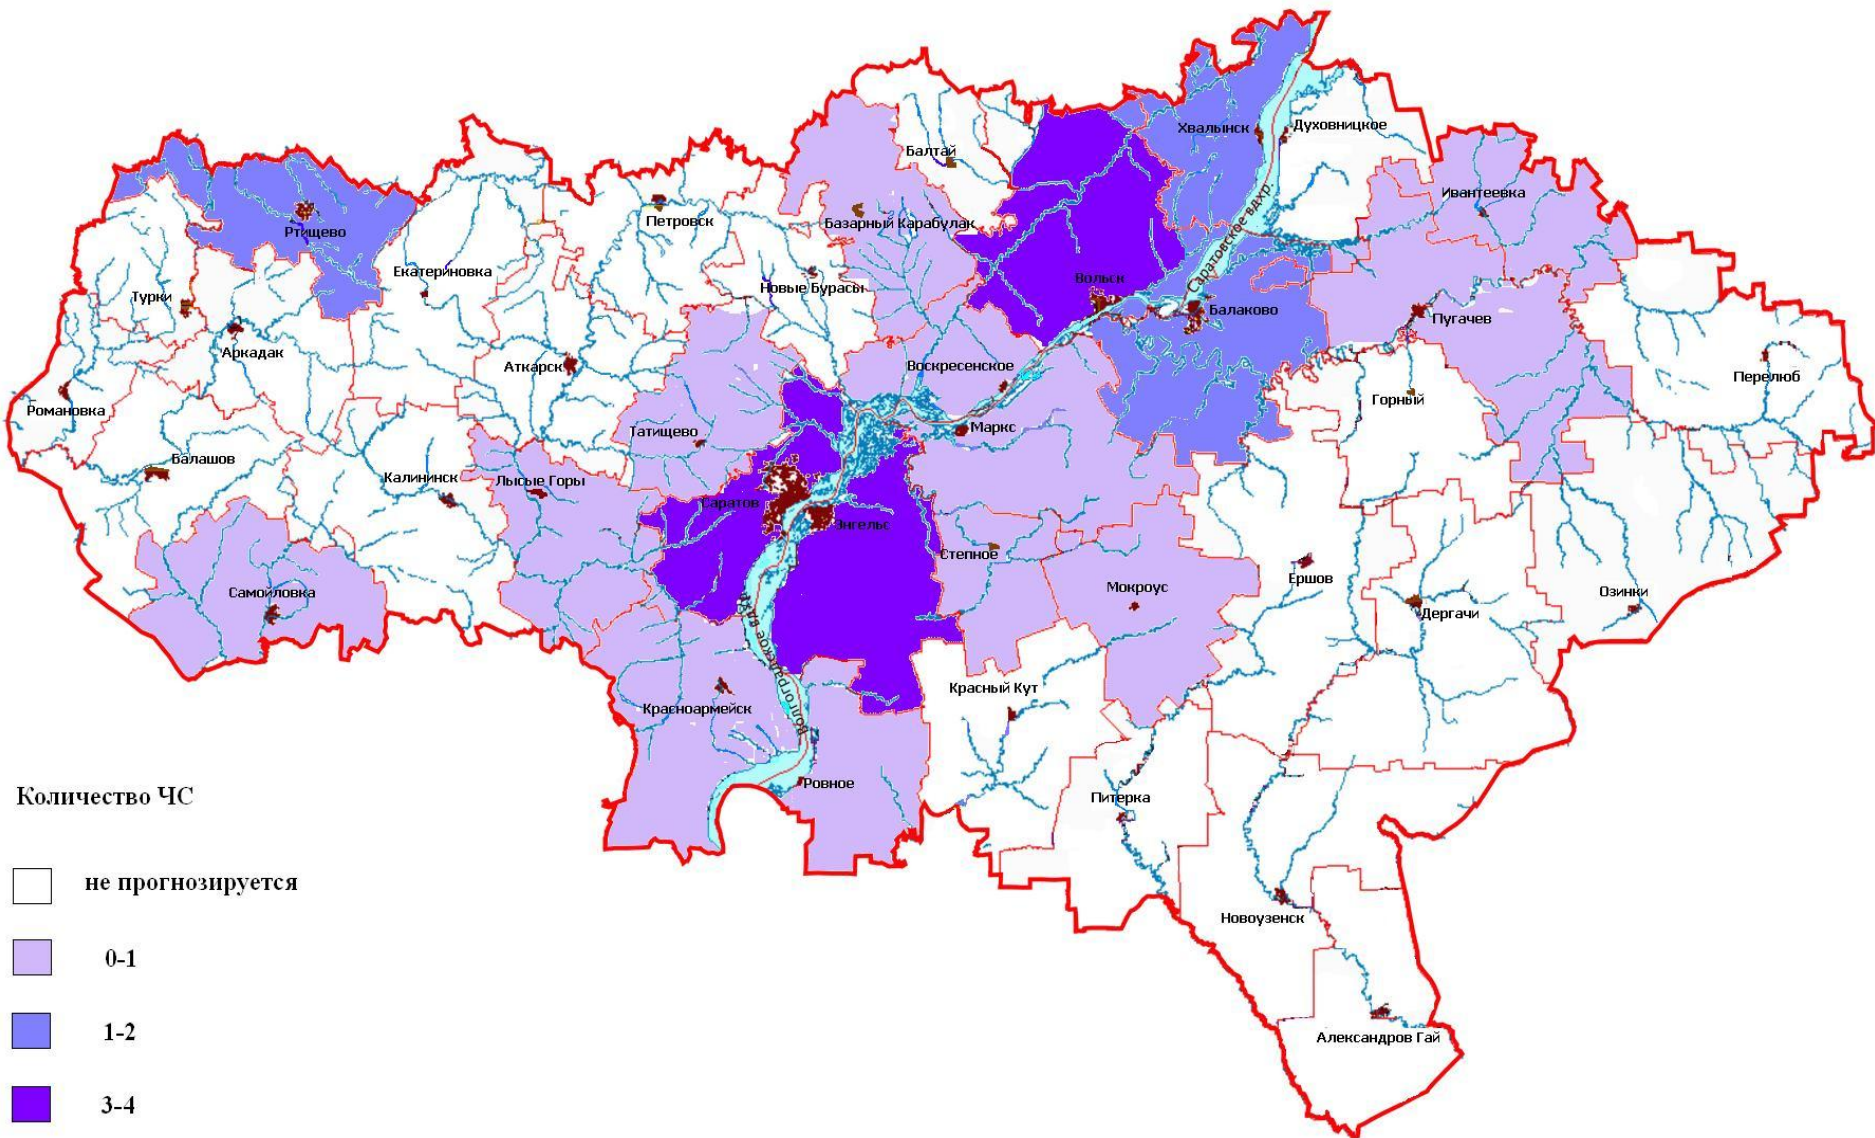 Хвалынск
Духовницкое
Балтай
Ивантеевка
Петровск
Базарный Карабулак
Ртищево
Саратовское вдхр.
Екатериновка
Новые Бурасы
Вольск
Турки
Балаково
Пугачев
Аркадак
Аткарск
Воскресенское
Перелюб
Романовка
Горный
Татищево
Маркс
Балашов
Калининск
Лысые Горы
Саратов
Энгельс
Степное
Ершов
Мокроус
Самойловка
Озинки
Дергачи
Волгоградское вдхр.
Красный Кут
Красноармейск
Ровное
Питерка
Количество ЧС
не прогнозируется
Новоузенск
0-1
1-2
Александров Гай
3-4